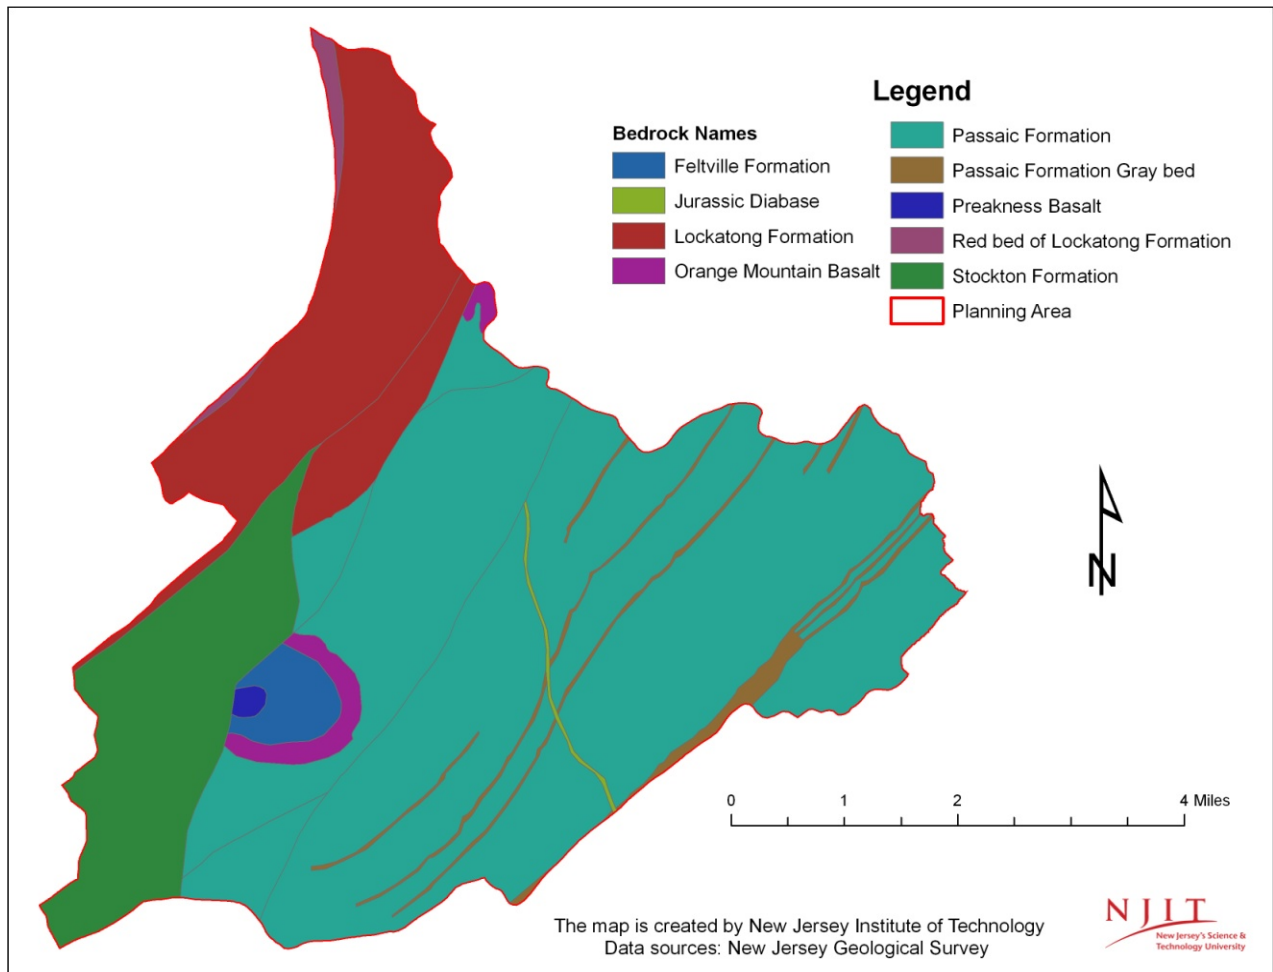 Legend
Bedrock Names
Feltville Formation
Jurassic Diabase
Lockatong Formation
Orange Mountain Basalt
Passaic Formation
Passaic Formation Gray bed
Preakness Basalt
Red bed of Lockatong Formation
Stockton Formation
Planning Area
N
0 1 2 4 Miles
The map is created by New Jersey Institute of Technology
Data sources: New Jersey Geological Survey
NJIT
New Jersey's Science &
Technology University